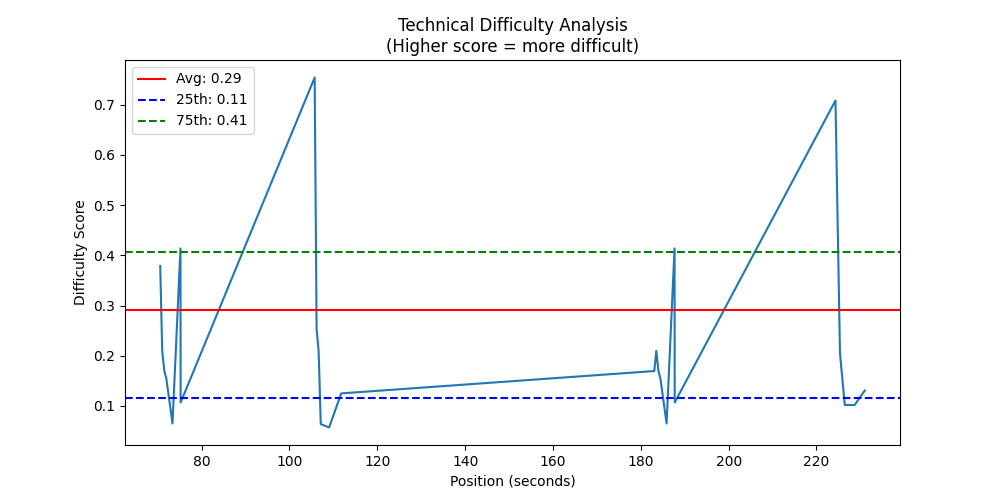 Technical Difficulty Analysis
(Higher score = more difficult)
Avg: 0.29
25th: 0.11
75th: 0.41
Difficulty Score
0.7
0.6
0.5
0.4
0.3
0.2
0.1
80 100 120 140 160 180 200 220
Position (seconds)